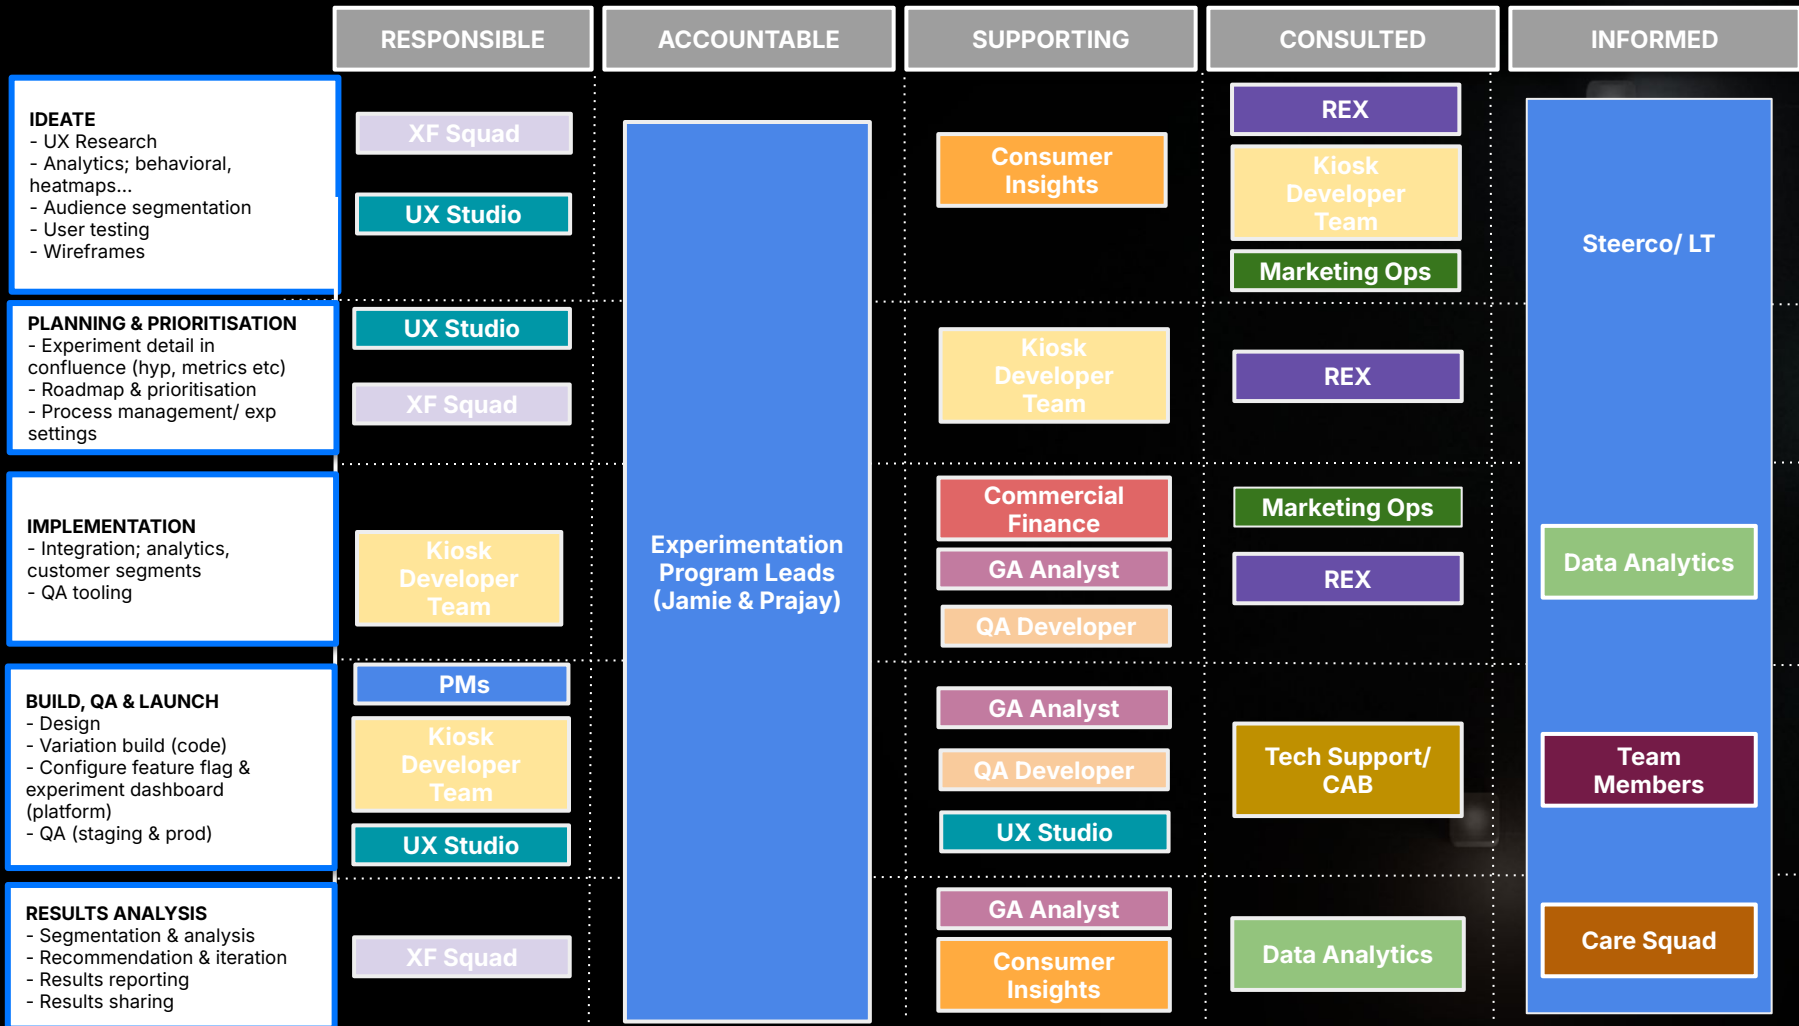 RESPONSIBLE
ACCOUNTABLE
SUPPORTING
CONSULTED
INFORMED
IDEATE
- UX Research
- Analytics; behavioral,
heatmaps...
- Audience segmentation
- User testing
- Wireframes
XF Squad
UX Studio
Consumer
Insights
REX
Kiosk
Developer
Team
Marketing Ops
Steerco/ LT
PLANNING & PRIORITISATION
- Experiment detail in
confluence (hyp, metrics etc)
- Roadmap & prioritisation
- Process management/ exp
settings
UX Studio
XF Squad
Kiosk
Developer
Team
REX
IMPLEMENTATION
- Integration; analytics,
customer segments
- QA tooling
Kiosk
Developer
Team
Experimentation
Program Leads
(Jamie & Prajay)
Commercial
Finance
GA Analyst
QA Developer
Marketing Ops
REX
Data Analytics
BUILD, QA & LAUNCH
- Design
- Variation build (code)
- Configure feature flag &
experiment dashboard
(platform)
- QA (staging & prod)
PMs
Kiosk
Developer
Team
UX Studio
GA Analyst
QA Developer
UX Studio
Tech Support/
CAB
Team
Members
RESULTS ANALYSIS
- Segmentation & analysis
- Recommendation & iteration
- Results reporting
- Results sharing
XF Squad
GA Analyst
Consumer
Insights
Data Analytics
Care Squad